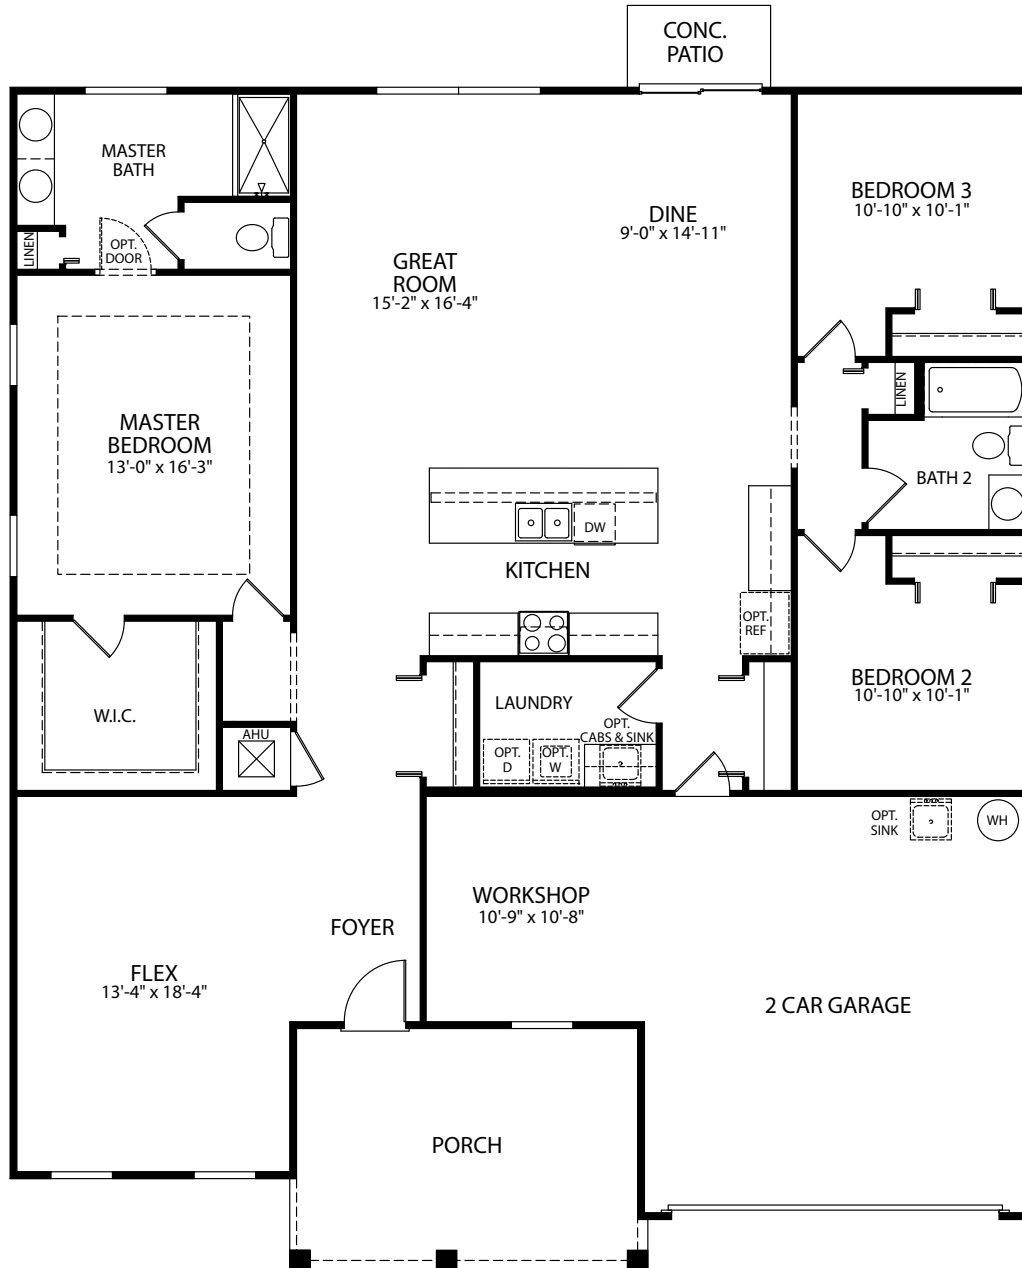 CONC.
PATIO
MASTER
BATH
LINEN
OPT.
DOOR
GREAT
ROOM
15'-2" x 16'-4"
DINE
9'-0" x 14'-11"
BEDROOM 3
10'-10" x 10'-1"
LINEN
BATH 2
MASTER
BEDROOM
13'-0" x 16'-3"
DW
KITCHEN
OPT.
REF
BEDROOM 2
10'-10" x 10'-1"
W.I.C.
AHU
LAUNDRY
OPT.
CABS & SINK
OPT.
D
OPT.
W
OPT.
SINK
WH
WORKSHOP
10'-9" x 10'-8"
FOYER
FLEX
13'-4" x 18'-4"
2 CAR GARAGE
PORCH